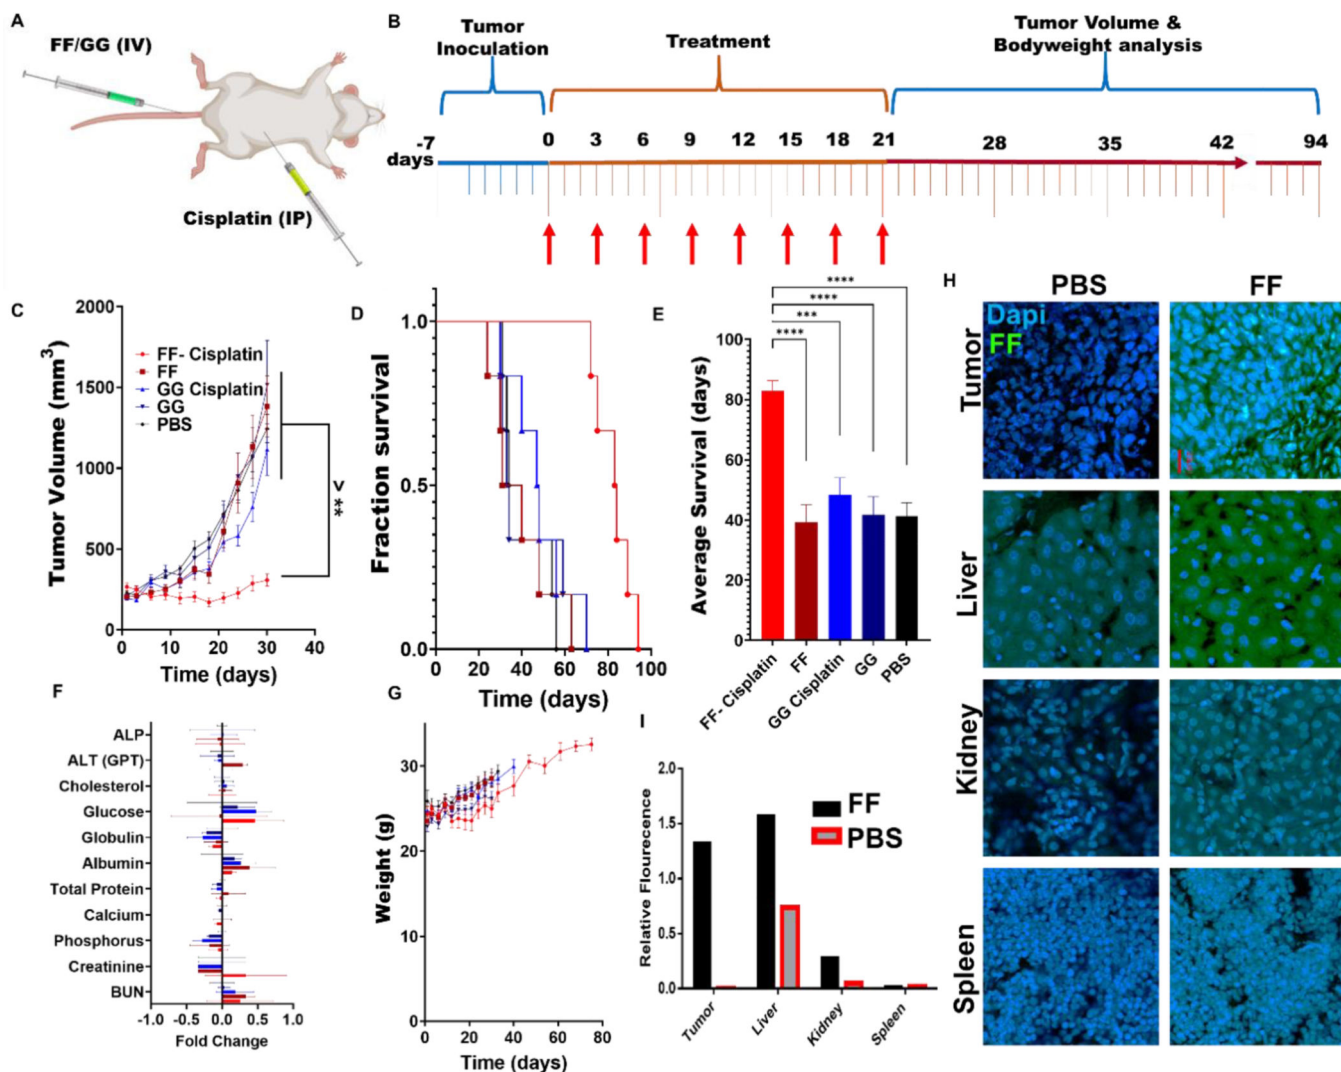 A
FF/GG (IV)
Cisplatin (IP)
B
Tumor
Inoculation
Treatment
Tumor Volume &
Bodyweight analysis
-7
days
0 3 6 9 12 15 18 21 28 35 42 94
C
Tumor Volume (mm3)
2000
1500
1000
500
0
FF- Cisplatin
FF
GG Cisplatin
GG
PBS
> **
0 10 20 30 40
Time (days)
D
Fraction survival
1.0
0.5
0.0
0 20 40 60 80 100
Time (days)
E
Average Survival (days)
100
80
60
40
20
0
****
****
***
****
FF- Cisplatin
FF
GG Cisplatin
GG
PBS
F
ALP
ALT (GPT)
Cholesterol
Glucose
Globulin
Albumin
Total Protein
Calcium
Phosphorus
Creatinine
BUN
-1.0 -0.5 0.0 0.5 1.0
Fold Change
G
Weight (g)
30
20
10
0
0 20 40 60 80
Time (days)
H
PBS FF
Tumor
Dapi
FF
Liver
Kidney
Spleen
I
Relative Flourecence
2.0
1.5
1.0
0.5
0.0
FF
PBS
Tumor
Liver
Kidney
Spleen